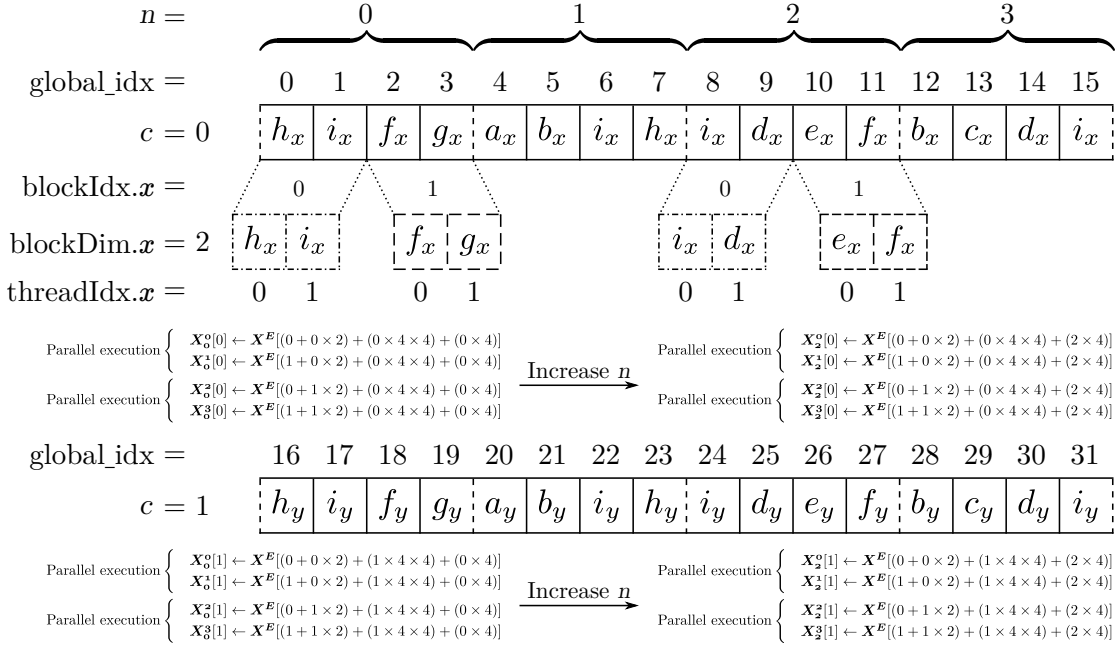 n = 0 1 2 3
global_idx = 0 1 2 3 4 5 6 7 8 9 10 11 12 13 14 15
c = 0 h_x i_x f_x g_x a_x b_x i_x h_x i_x d_x e_x f_x b_x c_x d_x i_x
blockIdx.x = 0 1 0 1
blockDim.x = 2 h_x i_x f_x g_x i_x d_x e_x f_x
threadIdx.x = 0 1 0 1 0 1 0 1
Parallel execution { X_0^0[0] ← X^E[(0 + 0 × 2) + (0 × 4 × 4) + (0 × 4)]
X_0^1[0] ← X^E[(1 + 0 × 2) + (0 × 4 × 4) + (0 × 4)]
Parallel execution { X_0^2[0] ← X^E[(0 + 1 × 2) + (0 × 4 × 4) + (0 × 4)]
X_0^3[0] ← X^E[(1 + 1 × 2) + (0 × 4 × 4) + (0 × 4)]
Increase n
Parallel execution { X_2^0[0] ← X^E[(0 + 0 × 2) + (0 × 4 × 4) + (2 × 4)]
X_2^1[0] ← X^E[(1 + 0 × 2) + (0 × 4 × 4) + (2 × 4)]
Parallel execution { X_2^2[0] ← X^E[(0 + 1 × 2) + (0 × 4 × 4) + (2 × 4)]
X_2^3[0] ← X^E[(1 + 1 × 2) + (0 × 4 × 4) + (2 × 4)]
global_idx = 16 17 18 19 20 21 22 23 24 25 26 27 28 29 30 31
c = 1 h_y i_y f_y g_y a_y b_y i_y h_y i_y d_y e_y f_y b_y c_y d_y i_y
Parallel execution { X_0^0[1] ← X^E[(0 + 0 × 2) + (1 × 4 × 4) + (0 × 4)]
X_0^1[1] ← X^E[(1 + 0 × 2) + (1 × 4 × 4) + (0 × 4)]
Parallel execution { X_0^2[1] ← X^E[(0 + 1 × 2) + (1 × 4 × 4) + (0 × 4)]
X_0^3[1] ← X^E[(1 + 1 × 2) + (1 × 4 × 4) + (0 × 4)]
Increase n
Parallel execution { X_2^0[1] ← X^E[(0 + 0 × 2) + (1 × 4 × 4) + (2 × 4)]
X_2^1[1] ← X^E[(1 + 0 × 2) + (1 × 4 × 4) + (2 × 4)]
Parallel execution { X_2^2[1] ← X^E[(0 + 1 × 2) + (1 × 4 × 4) + (2 × 4)]
X_2^3[1] ← X^E[(1 + 1 × 2) + (1 × 4 × 4) + (2 × 4)]